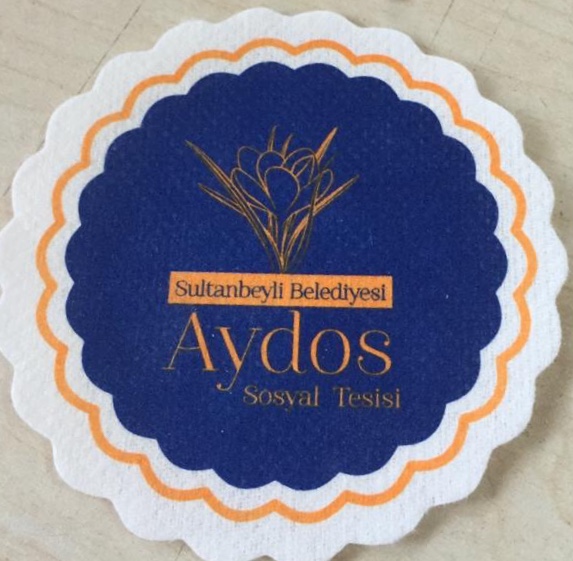 Sultanbeyli Belediyesi
Aydos
Sosyal Tesisi